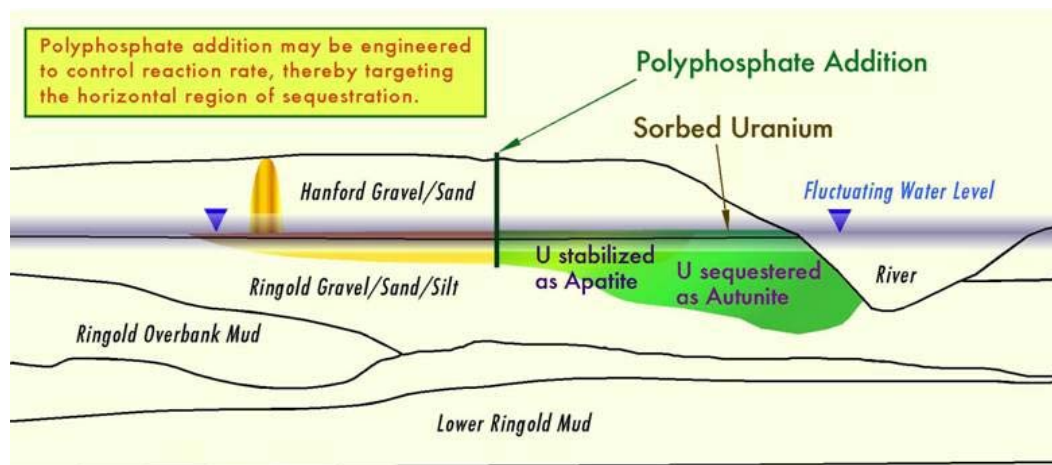 Polyphosphate addition may be engineered
to control reaction rate, thereby targeting
the horizontal region of sequestration.
Polyphosphate Addition
Sorbed Uranium
Hanford Gravel/Sand
Fluctuating Water Level
U stabilized
as Apatite
U sequestered
as Autunite
River
Ringold Gravel/Sand/Silt
Ringold Overbank Mud
Lower Ringold Mud